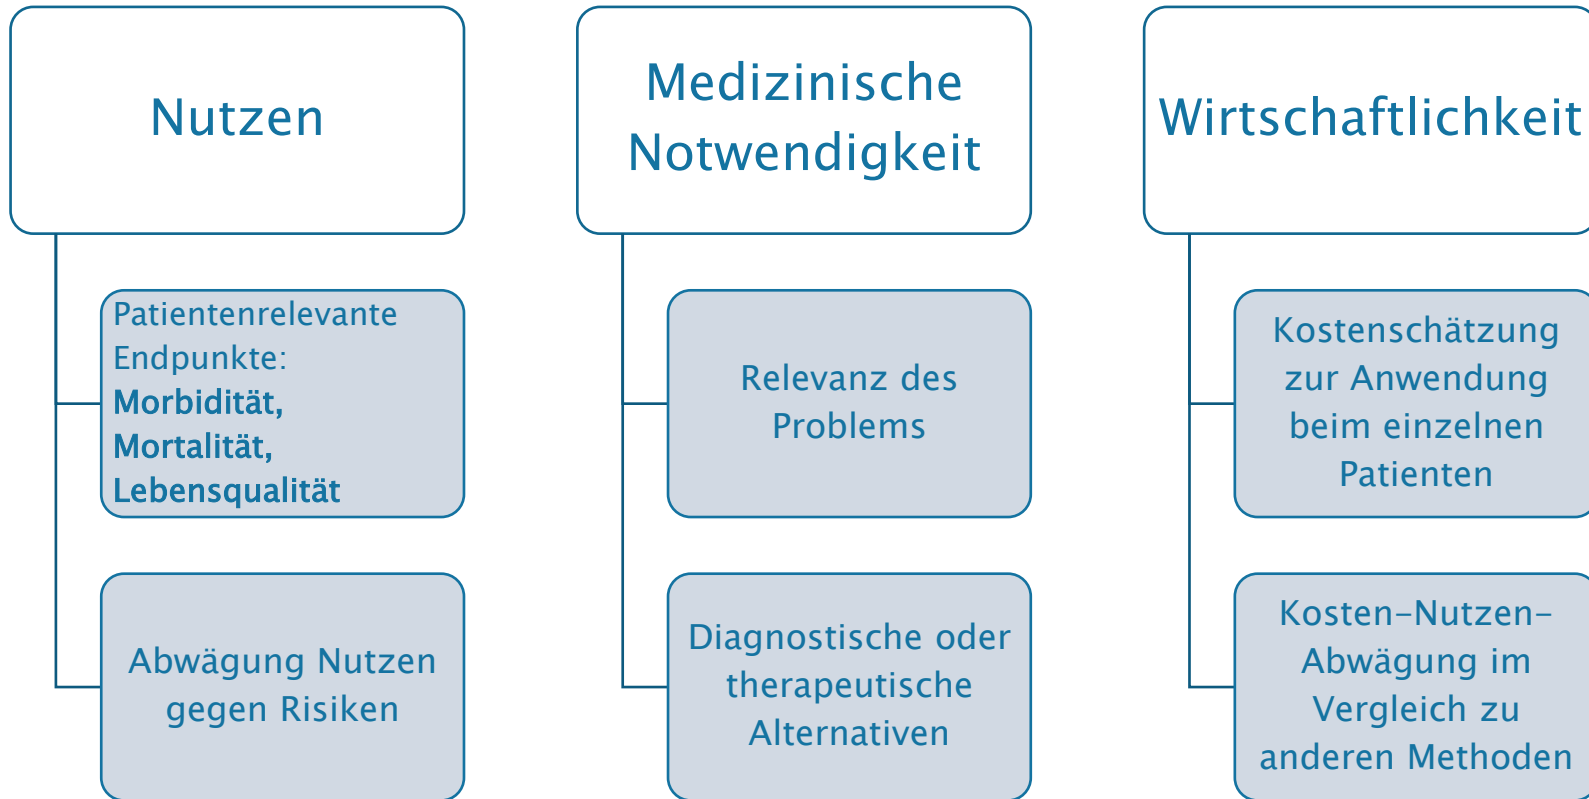 Nutzen
Patientenrelevante
Endpunkte:
Morbidität,
Mortalität,
Lebensqualität
Abwägung Nutzen
gegen Risiken
Medizinische
Notwendigkeit
Relevanz des
Problems
Diagnostische oder
therapeutische
Alternativen
Wirtschaftlichkeit
Kostenschätzung
zur Anwendung
beim einzelnen
Patienten
Kosten-Nutzen-
Abwägung im
Vergleich zu
anderen Methoden